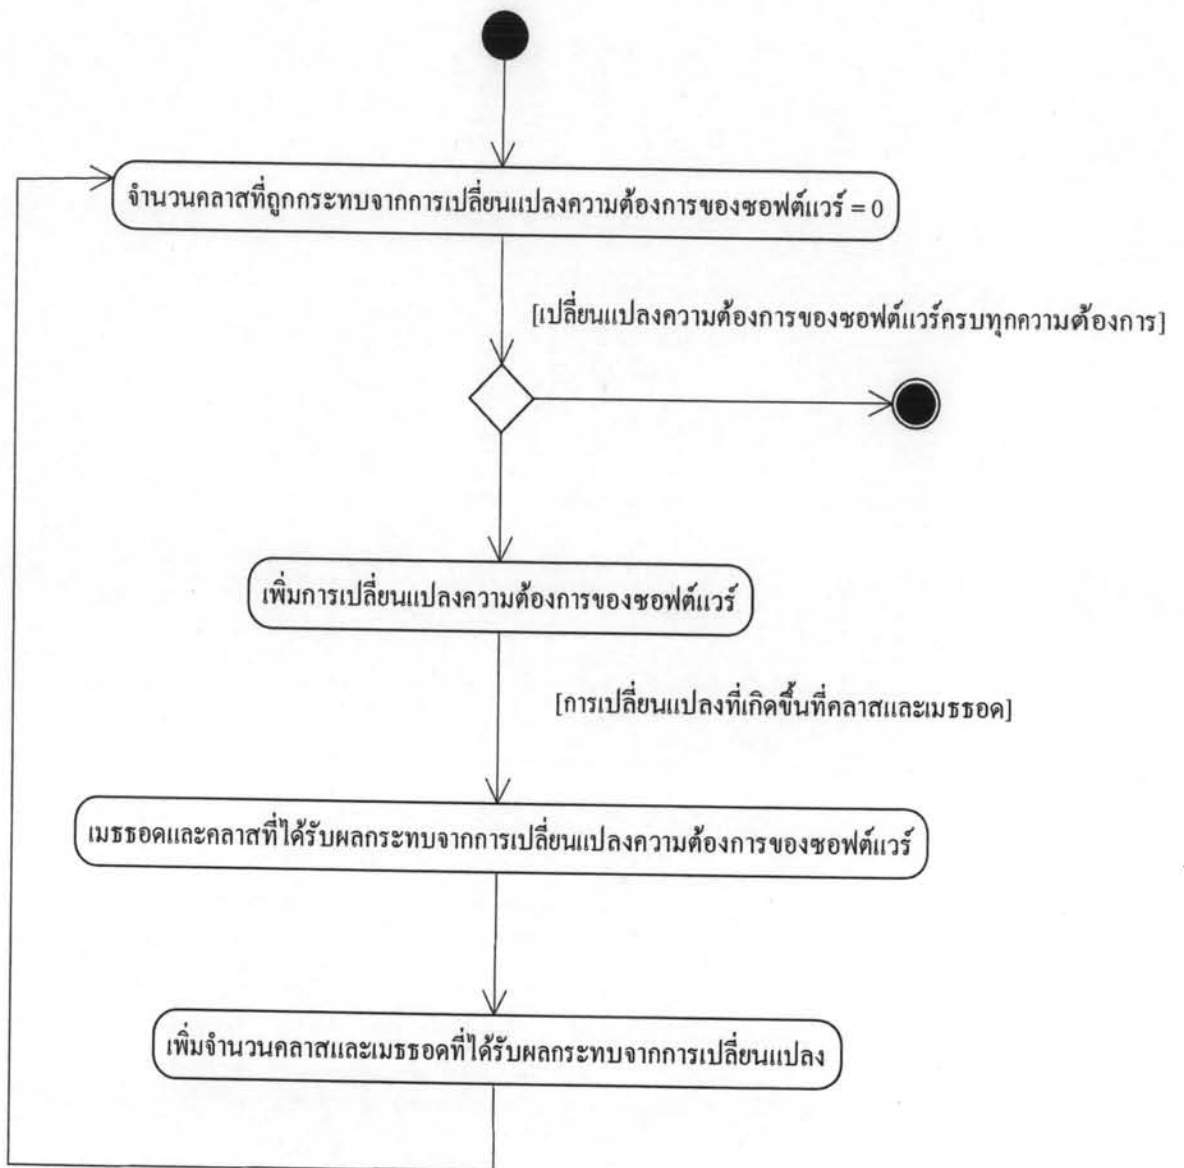 จำนวนคลาสที่ถูกกระทบจากการเปลี่ยนแปลงความต้องการของซอฟต์แวร์ = 0
[เปลี่ยนแปลงความต้องการของซอฟต์แวร์ครบทุกความต้องการ]
เพิ่มการเปลี่ยนแปลงความต้องการของซอฟต์แวร์
[การเปลี่ยนแปลงที่เกิดขึ้นที่คลาสและเมธธอด]
เมธธอดและคลาสที่ได้รับผลกระทบจากการเปลี่ยนแปลงความต้องการของซอฟต์แวร์
เพิ่มจำนวนคลาสและเมธธอดที่ได้รับผลกระทบจากการเปลี่ยนแปลง